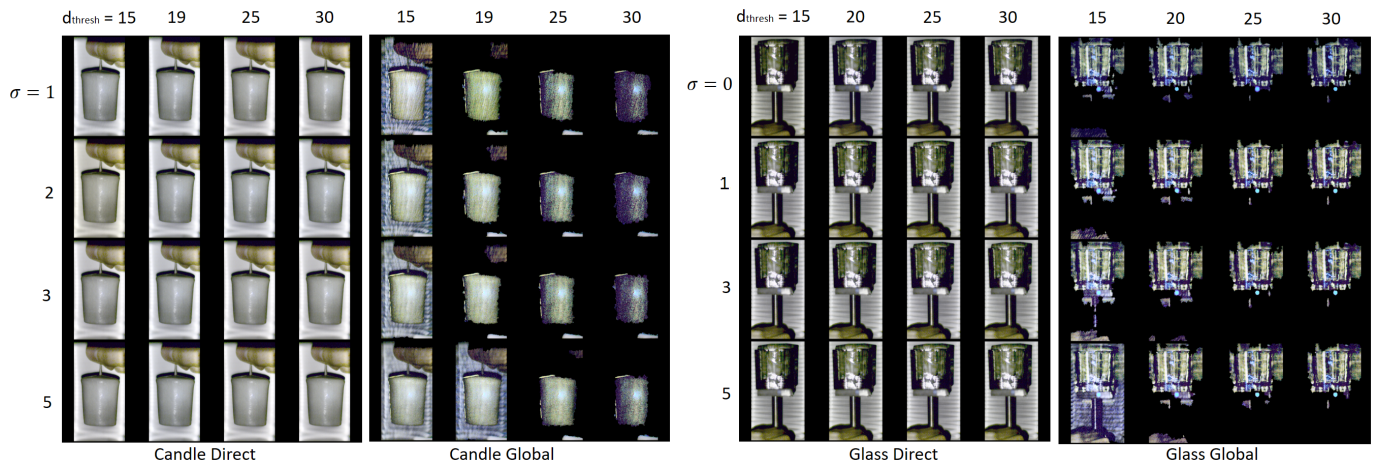 dthresh = 15 19 25 30 15 19 25 30 dthresh = 15 20 25 30 15 20 25 30
σ = 1 σ = 0
2 1
3 3
5 5
Candle Direct Candle Global Glass Direct Glass Global